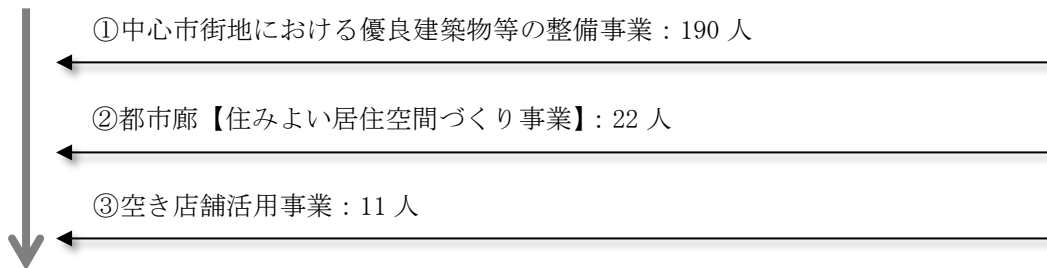 ①中心市街地における優良建築物等の整備事業：190 人
②都市廊【住みよい居住空間づくり事業】：22 人
③空き店舗活用事業：11 人